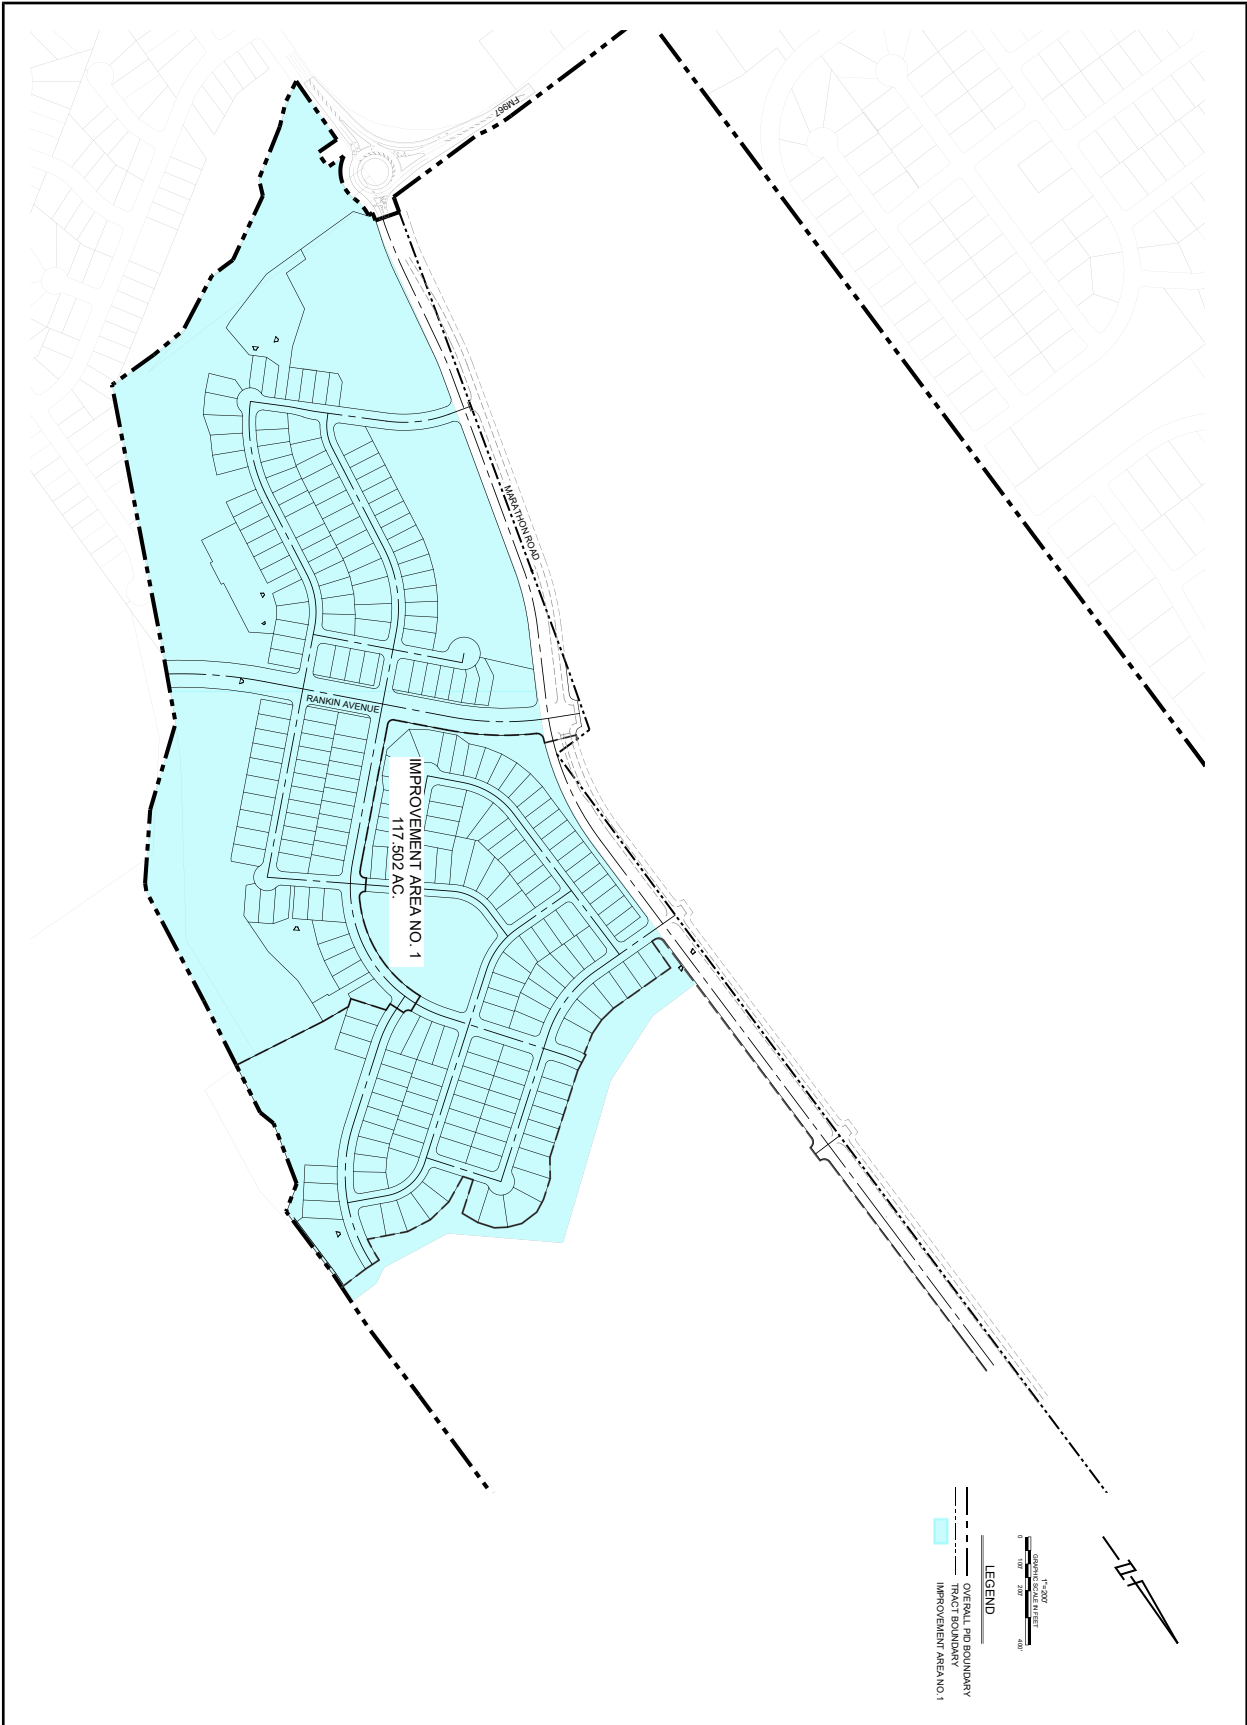 FM967
MARATHON ROAD
RANKIN AVENUE
IMPROVEMENT AREA NO. 1
117.502 AC.
1"=200'
GRAPHIC SCALE IN FEET
0 100' 200' 400'
LEGEND
OVERALL PID BOUNDARY
TRACT BOUNDARY
IMPROVEMENT AREA NO.1